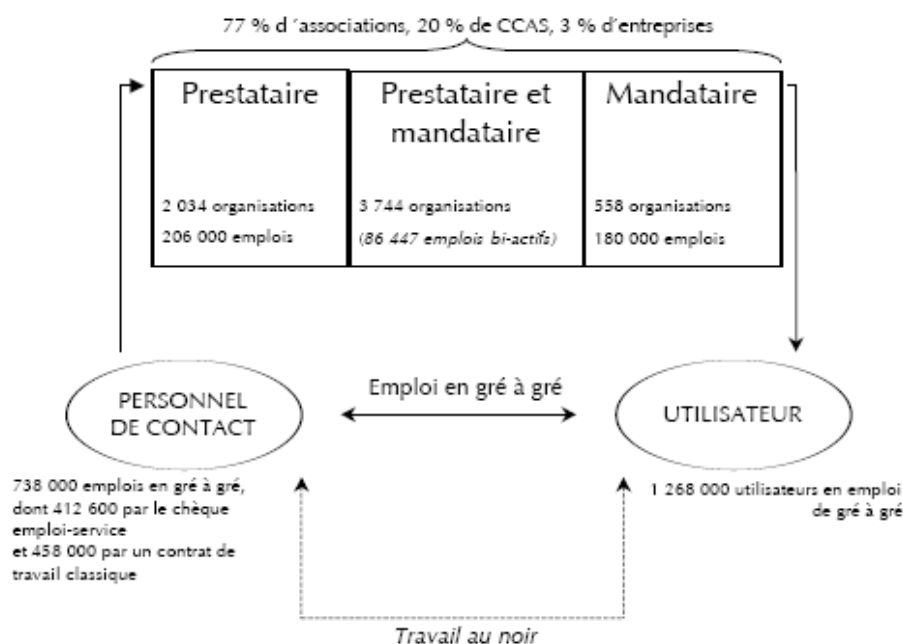 77 % d ´associations, 20 % de CCAS, 3 % d'entreprises
Prestataire
2 034 organisations
206 000 emplois
Prestataire et
mandataire
3 744 organisations
(86 447 emplois bi-actifs)
Mandataire
558 organisations
180 000 emplois
PERSONNEL
DE CONTACT
Emploi en gré à gré
UTILISATEUR
738 000 emplois en gré à gré,
dont 412 600 par le chèque
emploi-service
et 458 000 par un contrat de
travail classique
1 268 000 utilisateurs en emploi
de gré à gré
Travail au noir